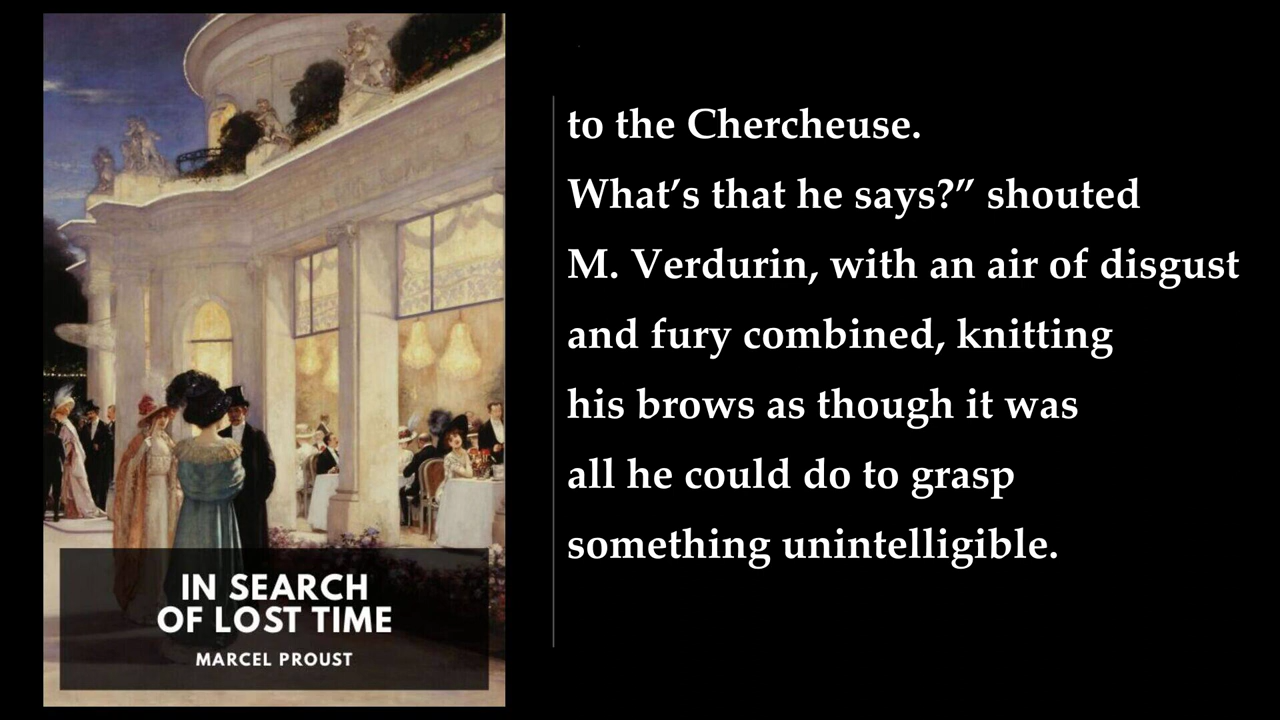 IN SEARCH
OF LOST TIME
MARCEL PROUST
to the Chercheuse.
What’s that he says?” shouted
M. Verdurin, with an air of disgust
and fury combined, knitting
his brows as though it was
all he could do to grasp
something unintelligible.